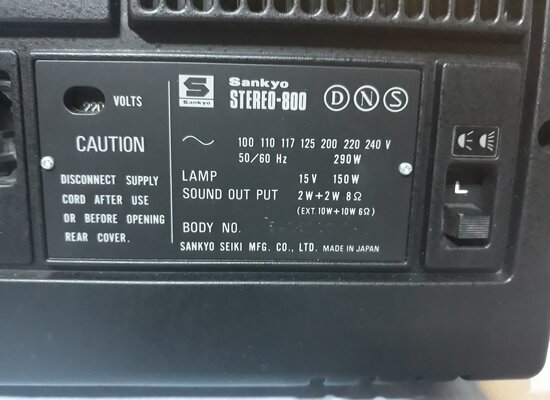 220 VOLTS
CAUTION
DISCONNECT SUPPLY
CORD AFTER USE
OR BEFORE OPENING
REAR COVER.
S
Sankyo
Sankyo
STEREO-800
D N S
100 110 117 125 200 220 240 V
50/60 Hz 290W
LAMP 15V 150W
SOUND OUT PUT 2W+2W 8Ω
(EXT.10W+10W 6Ω)
BODY NO.
SANKYO SEIKI MFG. CO., LTD. MADE IN JAPAN
L